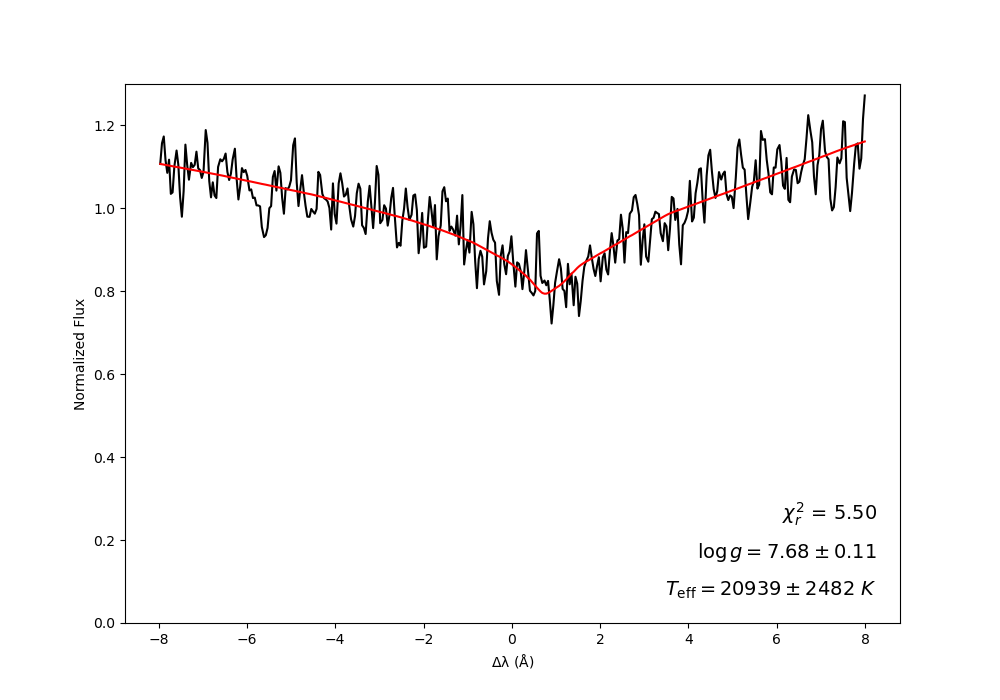 1.2
1.0
0.8
0.6
0.4
0.2
0.0
Normalized Flux
χ²ᵣ = 5.50
log g = 7.68 ± 0.11
T_eff = 20939 ± 2482 K
−8 −6 −4 −2 0 2 4 6 8
Δλ (Å)